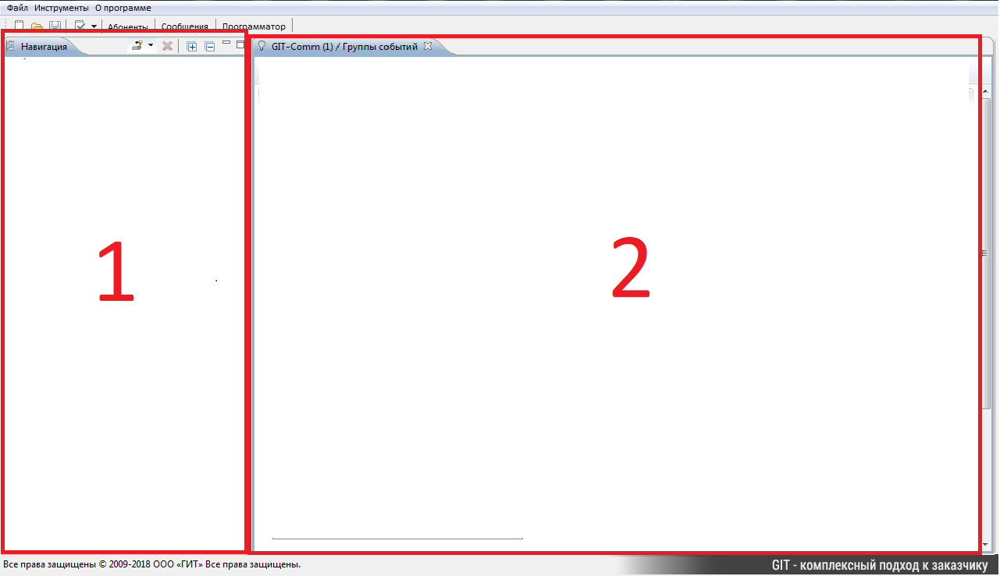 Файл Инструменты О программе
Абоненты Сообщения Программатор
Навигация
GIT-Comm (1) / Группы событий
1
2
Все права защищены © 2009-2018 ООО «ГИТ» Все права защищены.
GIT - комплексный подход к заказчику